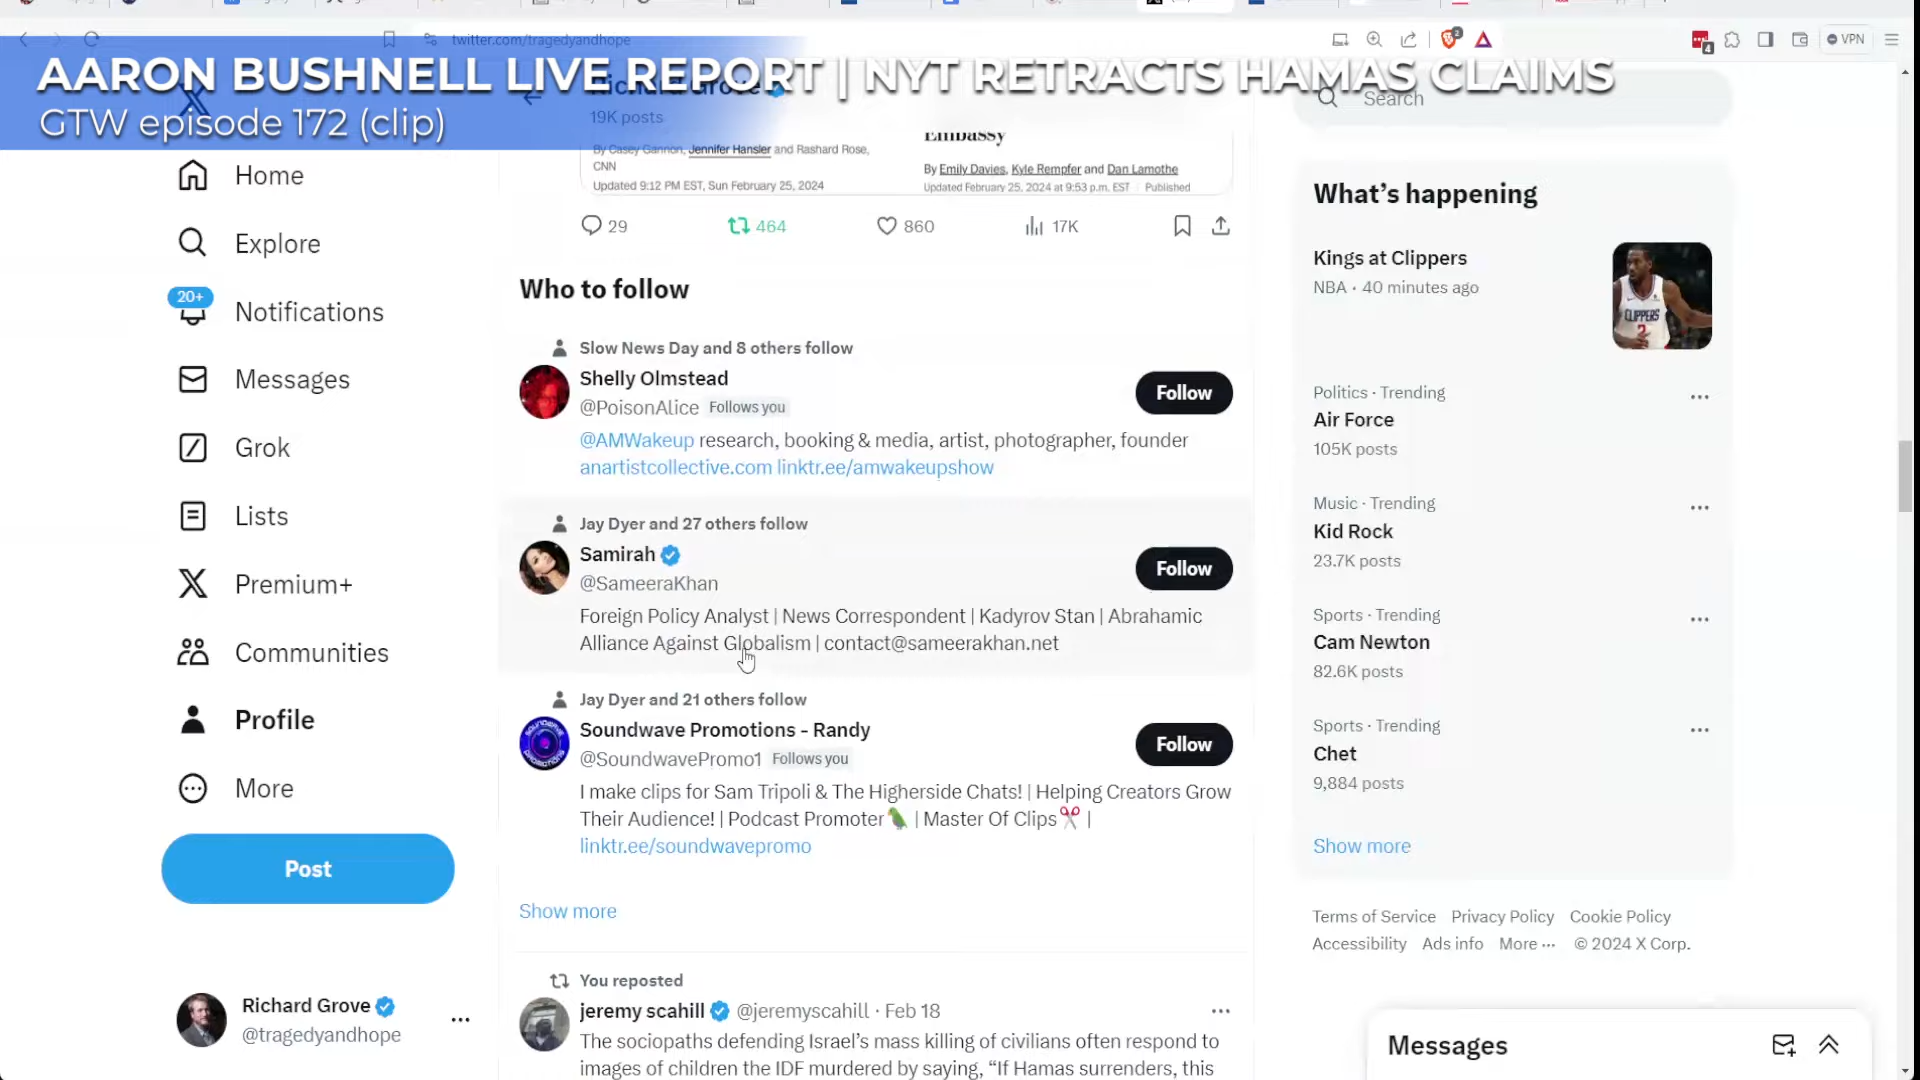 twitter.com/tragedyandhope
2
4
VPN
AARON BUSHNELL LIVE REPORT | NYT RETRACTS HAMAS CLAIMS
GTW episode 172 (clip)
Richard Grove
19K posts
Search
Home
Explore
20+
Notifications
Messages
Grok
Lists
Premium+
Communities
Profile
More
Post
Richard Grove
@tragedyandhope
By Casey Gannon, Jennifer Hansler and Rashard Rose,
CNN
Updated 9:12 PM EST, Sun February 25, 2024
Embassy
By Emily Davies, Kyle Rempfer and Dan Lamothe
Updated February 25, 2024 at 9:53 p.m. EST | Published
29
464
860
17K
Who to follow
Slow News Day and 8 others follow
Shelly Olmstead
@PoisonAlice Follows you
Follow
@AMWakeup research, booking & media, artist, photographer, founder
anartistcollective.com linktr.ee/amwakeupshow
Jay Dyer and 27 others follow
Samirah
@SameeraKhan
Follow
Foreign Policy Analyst | News Correspondent | Kadyrov Stan | Abrahamic
Alliance Against Globalism | contact@sameerakhan.net
Jay Dyer and 21 others follow
Soundwave Promotions - Randy
@SoundwavePromo1 Follows you
Follow
I make clips for Sam Tripoli & The Higherside Chats! | Helping Creators Grow
Their Audience! | Podcast Promoter🦜 | Master Of Clips✂️ |
linktr.ee/soundwavepromo
Show more
You reposted
jeremy scahill @jeremyscahill · Feb 18
The sociopaths defending Israel’s mass killing of civilians often respond to
images of children the IDF murdered by saying, “If Hamas surrenders, this
What’s happening
Kings at Clippers
NBA · 40 minutes ago
CLIPPERS
2
Politics · Trending
Air Force
105K posts
Music · Trending
Kid Rock
23.7K posts
Sports · Trending
Cam Newton
82.6K posts
Sports · Trending
Chet
9,884 posts
Show more
Terms of Service Privacy Policy Cookie Policy
Accessibility Ads info More ··· © 2024 X Corp.
Messages